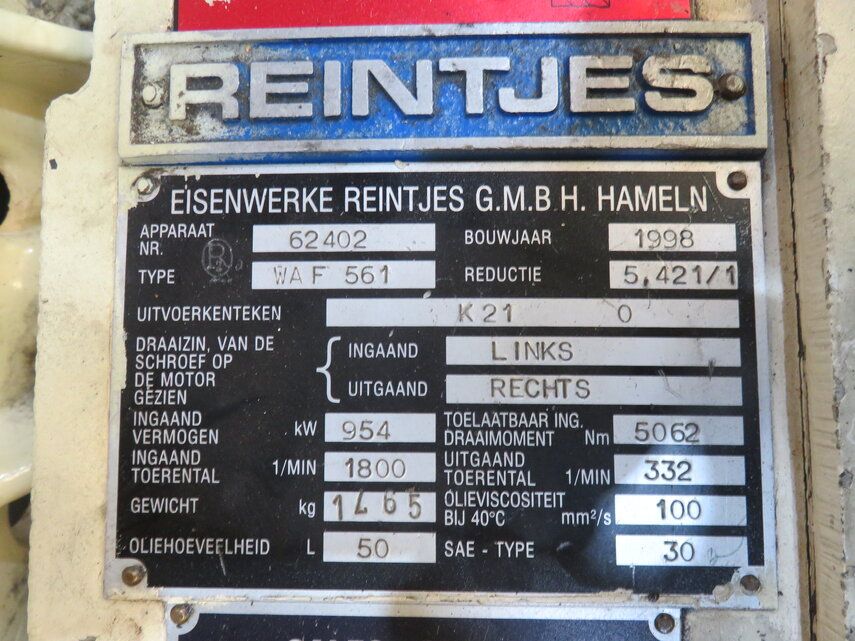 REINTJES
EISENWERKE REINTJES G.M.B.H. HAMELN
APPARAAT NR. 62402 BOUWJAAR 1998
TYPE WAF 561 REDUCTIE 5,421/1
UITVOERKENTEKEN K21 0
DRAAIZIN, VAN DE SCHROEF OP DE MOTOR GEZIEN
INGAAND LINKS
UITGAAND RECHTS
INGAAND VERMOGEN kW 954 TOELAATBAAR ING. DRAAIMOMENT Nm 5062
INGAAND TOERENTAL 1/MIN 1800 UITGAAND TOERENTAL 1/MIN 332
GEWICHT kg 1465 ÓLIEVISCOSITEIT BIJ 40°C mm²/s 100
OLIEHOEVEELHEID L 50 SAE - TYPE 30